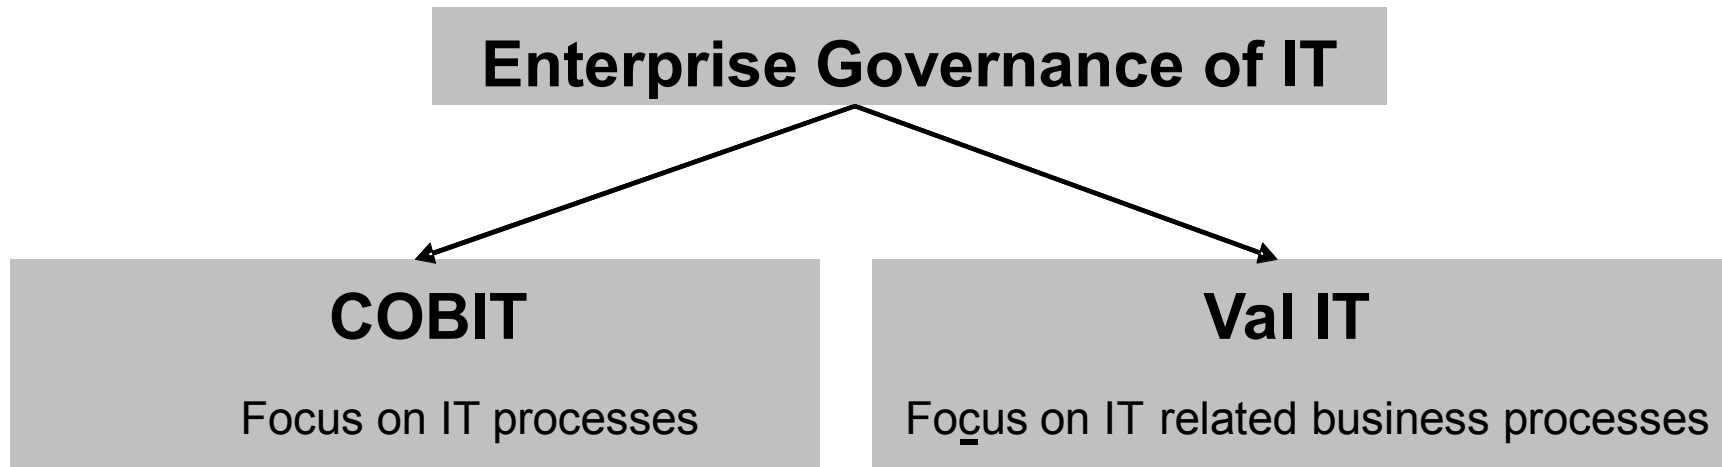 Enterprise Governance of IT
COBIT
Focus on IT processes
Val IT
Focus on IT related business processes